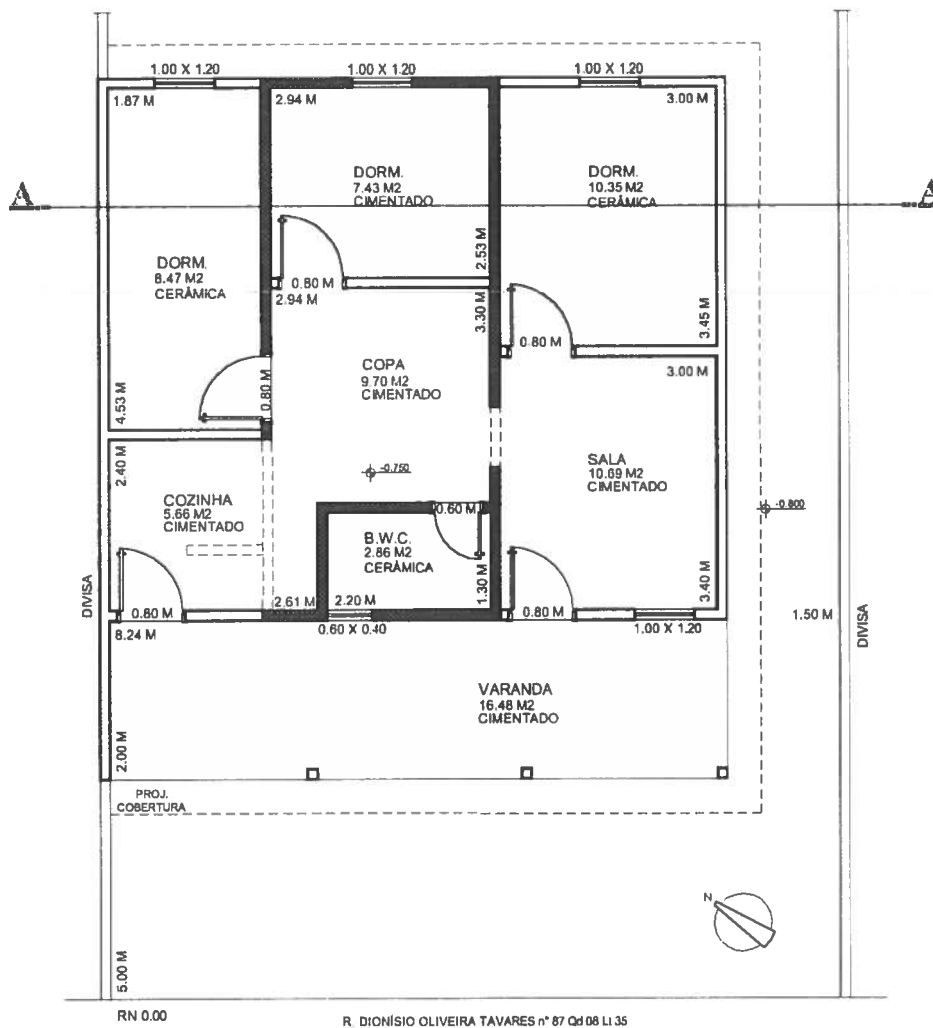 1.00 X 1.20
1.00 X 1.20
1.00 X 1.20
1.87 M
2.94 M
3.00 M
A
A
DORM.
7.43 M2
CIMENTADO
DORM.
10.35 M2
CERÂMICA
DORM.
8.47 M2
CERÂMICA
2.53 M
0.80 M
2.94 M
3.30 M
3.45 M
0.80 M
3.00 M
COPA
9.70 M2
CIMENTADO
0.80 M
4.53 M
2.40 M
-0.750
SALA
10.69 M2
CIMENTADO
-0.800
COZINHA
5.66 M2
CIMENTADO
0.60 M
B.W.C.
2.86 M2
CERÂMICA
1.30 M
3.40 M
DIVISA
0.80 M
2.61 M
2.20 M
0.80 M
1.50 M
DIVISA
8.24 M
0.60 X 0.40
1.00 X 1.20
VARANDA
16.48 M2
CIMENTADO
2.00 M
PROJ.
COBERTURA
N
5.00 M
RN 0.00
R. DIONÍSIO OLIVEIRA TAVARES n° 87 Qd 08 Lt 35